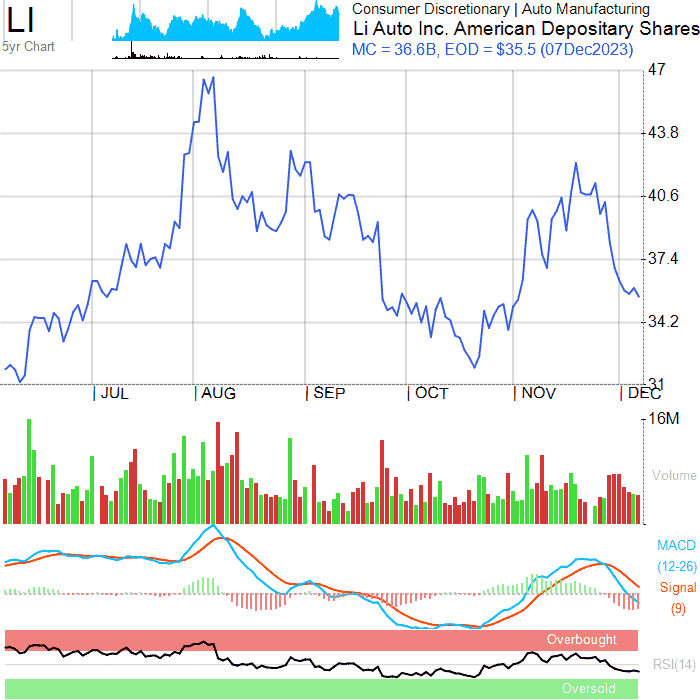 LI
5yr Chart
Consumer Discretionary | Auto Manufacturing
Li Auto Inc. American Depositary Shares
MC = 36.6B, EOD = $35.5 (07Dec2023)
47
43.8
40.6
37.4
34.2
31
| JUL | AUG | SEP | OCT | NOV | DEC
16M
Volume
MACD
(12-26)
Signal
(9)
Overbought
RSI(14)
Oversold